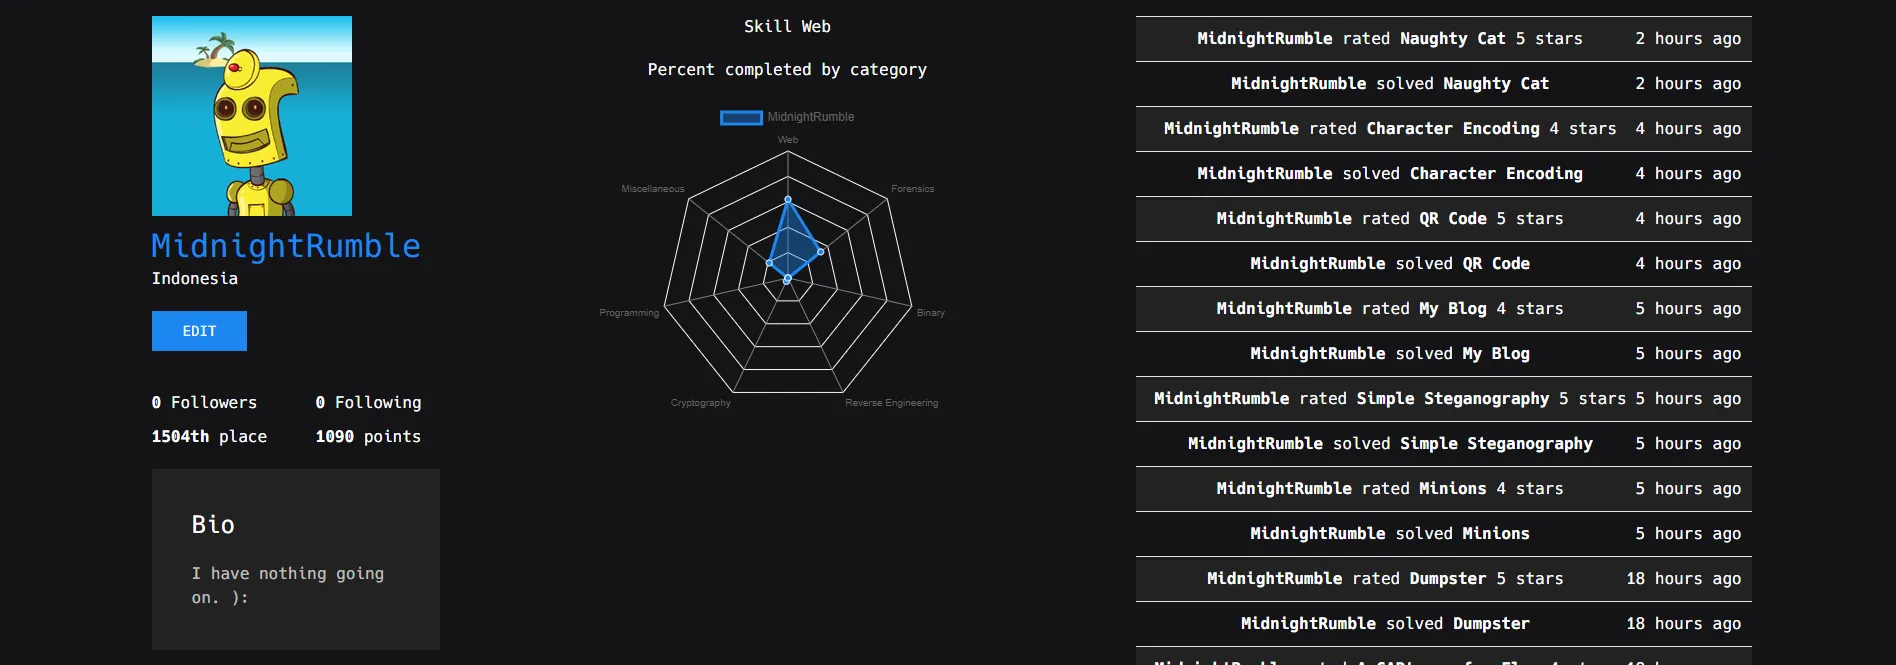 MidnightRumble
Indonesia
EDIT
0 Followers 0 Following
1504th place 1090 points
Bio
I have nothing going
on. ):
Skill Web
Percent completed by category
MidnightRumble
Web
Miscellaneous
Forensics
Programming
Binary
Cryptography
Reverse Engineering
MidnightRumble rated Naughty Cat 5 stars 2 hours ago
MidnightRumble solved Naughty Cat 2 hours ago
MidnightRumble rated Character Encoding 4 stars 4 hours ago
MidnightRumble solved Character Encoding 4 hours ago
MidnightRumble rated QR Code 5 stars 4 hours ago
MidnightRumble solved QR Code 4 hours ago
MidnightRumble rated My Blog 4 stars 5 hours ago
MidnightRumble solved My Blog 5 hours ago
MidnightRumble rated Simple Steganography 5 stars 5 hours ago
MidnightRumble solved Simple Steganography 5 hours ago
MidnightRumble rated Minions 4 stars 5 hours ago
MidnightRumble solved Minions 5 hours ago
MidnightRumble rated Dumpster 5 stars 18 hours ago
MidnightRumble solved Dumpster 18 hours ago